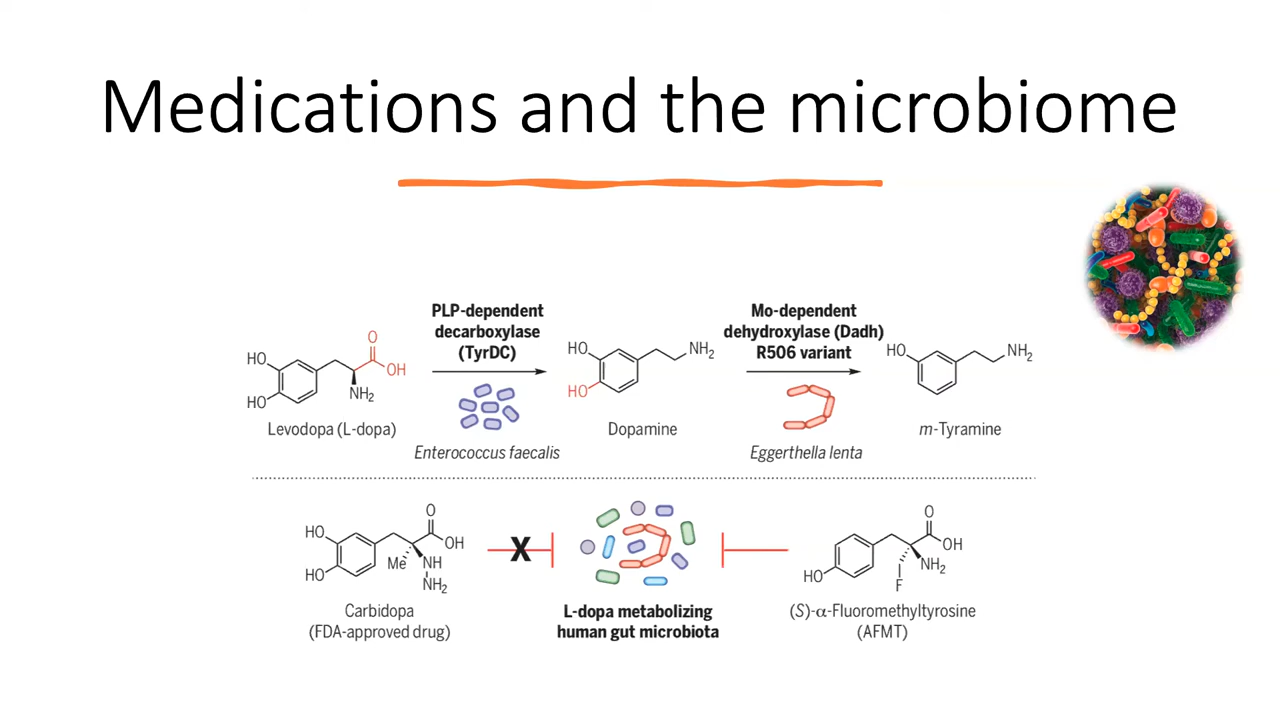 Medications and the microbiome
PLP-dependent
decarboxylase
(TyrDC)
Mo-dependent
dehydroxylase (Dadh)
R506 variant
HO
HO
O
OH
NH₂
HO
HO
NH₂
HO
NH₂
Levodopa (L-dopa)
Dopamine
m-Tyramine
Enterococcus faecalis
Eggerthella lenta
HO
HO
O
OH
Me
NH
NH₂
X
HO
O
OH
NH₂
F
Carbidopa
(FDA-approved drug)
L-dopa metabolizing
human gut microbiota
(S)-α-Fluoromethyltyrosine
(AFMT)